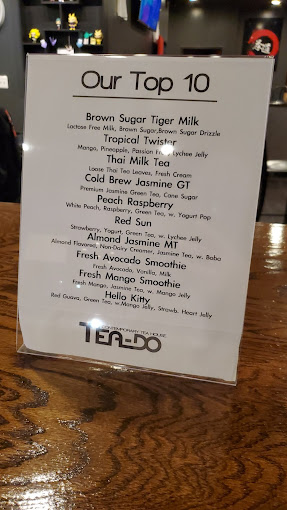 Our Top 10
Brown Sugar Tiger Milk
Lactose Free Milk, Brown Sugar,Brown Sugar Drizzle
Tropical Twister
Mango, Pineapple, Passion Fruit, Lychee Jelly
Thai Milk Tea
Loose Thai Tea Leaves, Fresh Cream
Cold Brew Jasmine GT
Premium Jasmine Green Tea, Cane Sugar
Peach Raspberry
White Peach, Raspberry, Green Tea, w. Yogurt Pop
Red Sun
Strawberry, Yogurt, Green Tea, w. Lychee Jelly
Almond Jasmine MT
Almond Flavored, Non-Dairy Creamer, Jasmine Tea, w. Boba
Fresh Avocado Smoothie
Fresh Avocado, Vanilla, Milk
Fresh Mango Smoothie
Fresh Mango, Jasmine Tea, w. Mango Jelly
Hello Kitty
Red Guava, Green Tea, w.Mango Jelly, Strawb. Heart Jelly
CONTEMPORARY TEA HOUSE
TEA-DO